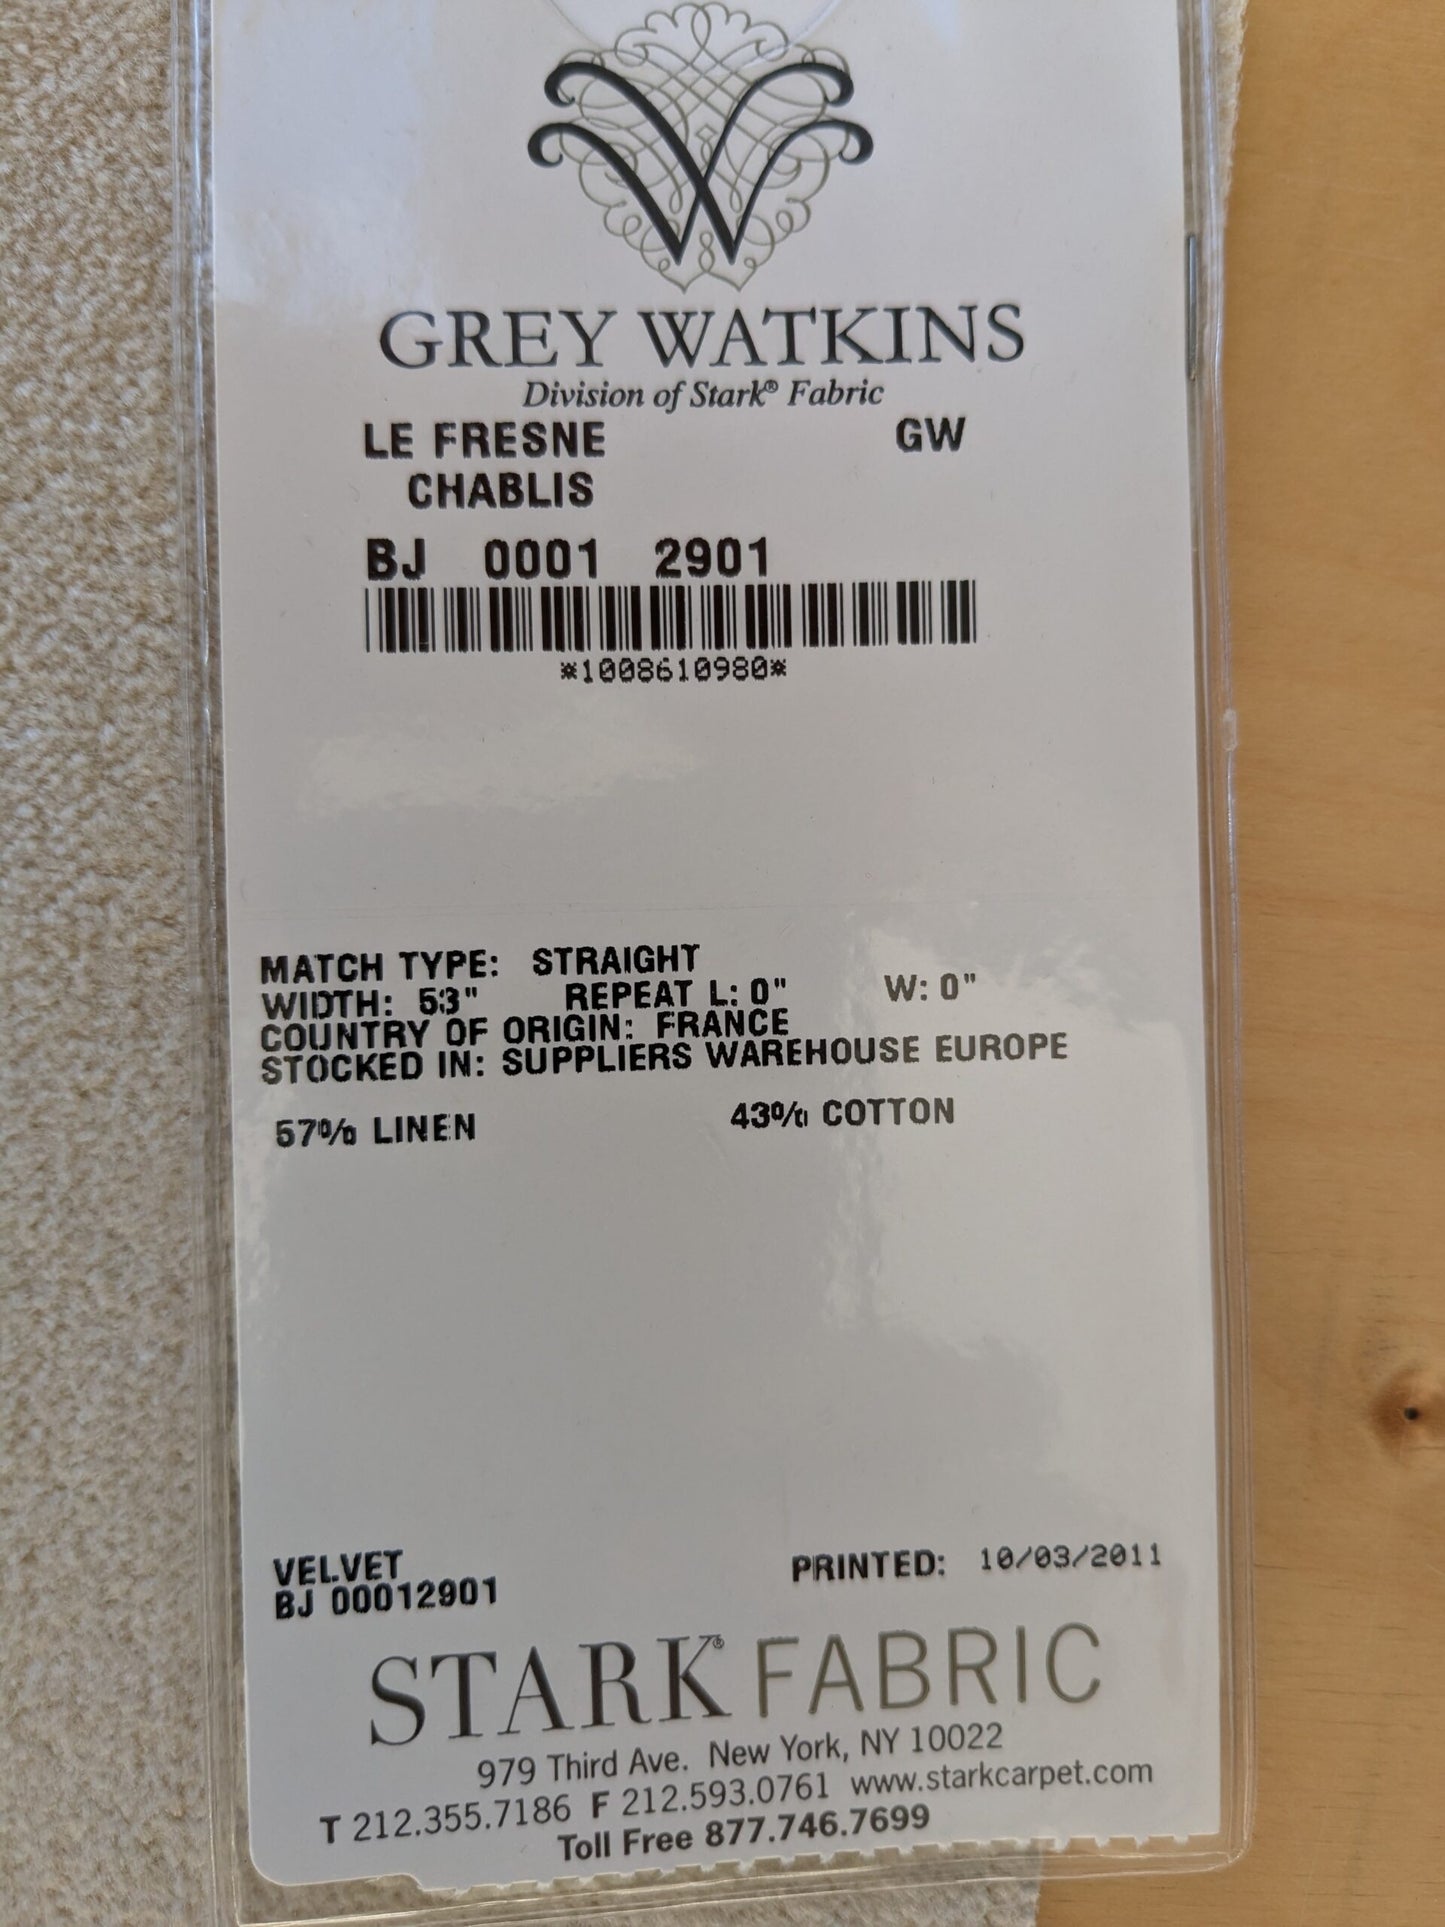 GREY WATKINS
Division of Stark® Fabric
LE FRESNE GW
CHABLIS
BJ 0001 2901
*1008610980*
MATCH TYPE: STRAIGHT
WIDTH: 53" REPEAT L: 0" W: 0"
COUNTRY OF ORIGIN: FRANCE
STOCKED IN: SUPPLIERS WAREHOUSE EUROPE
57% LINEN 43% COTTON
VELVET PRINTED: 10/03/2011
BJ 00012901
STARK® FABRIC
979 Third Ave. New York, NY 10022
T 212.355.7186 F 212.593.0761 www.starkcarpet.com
Toll Free 877.746.7699